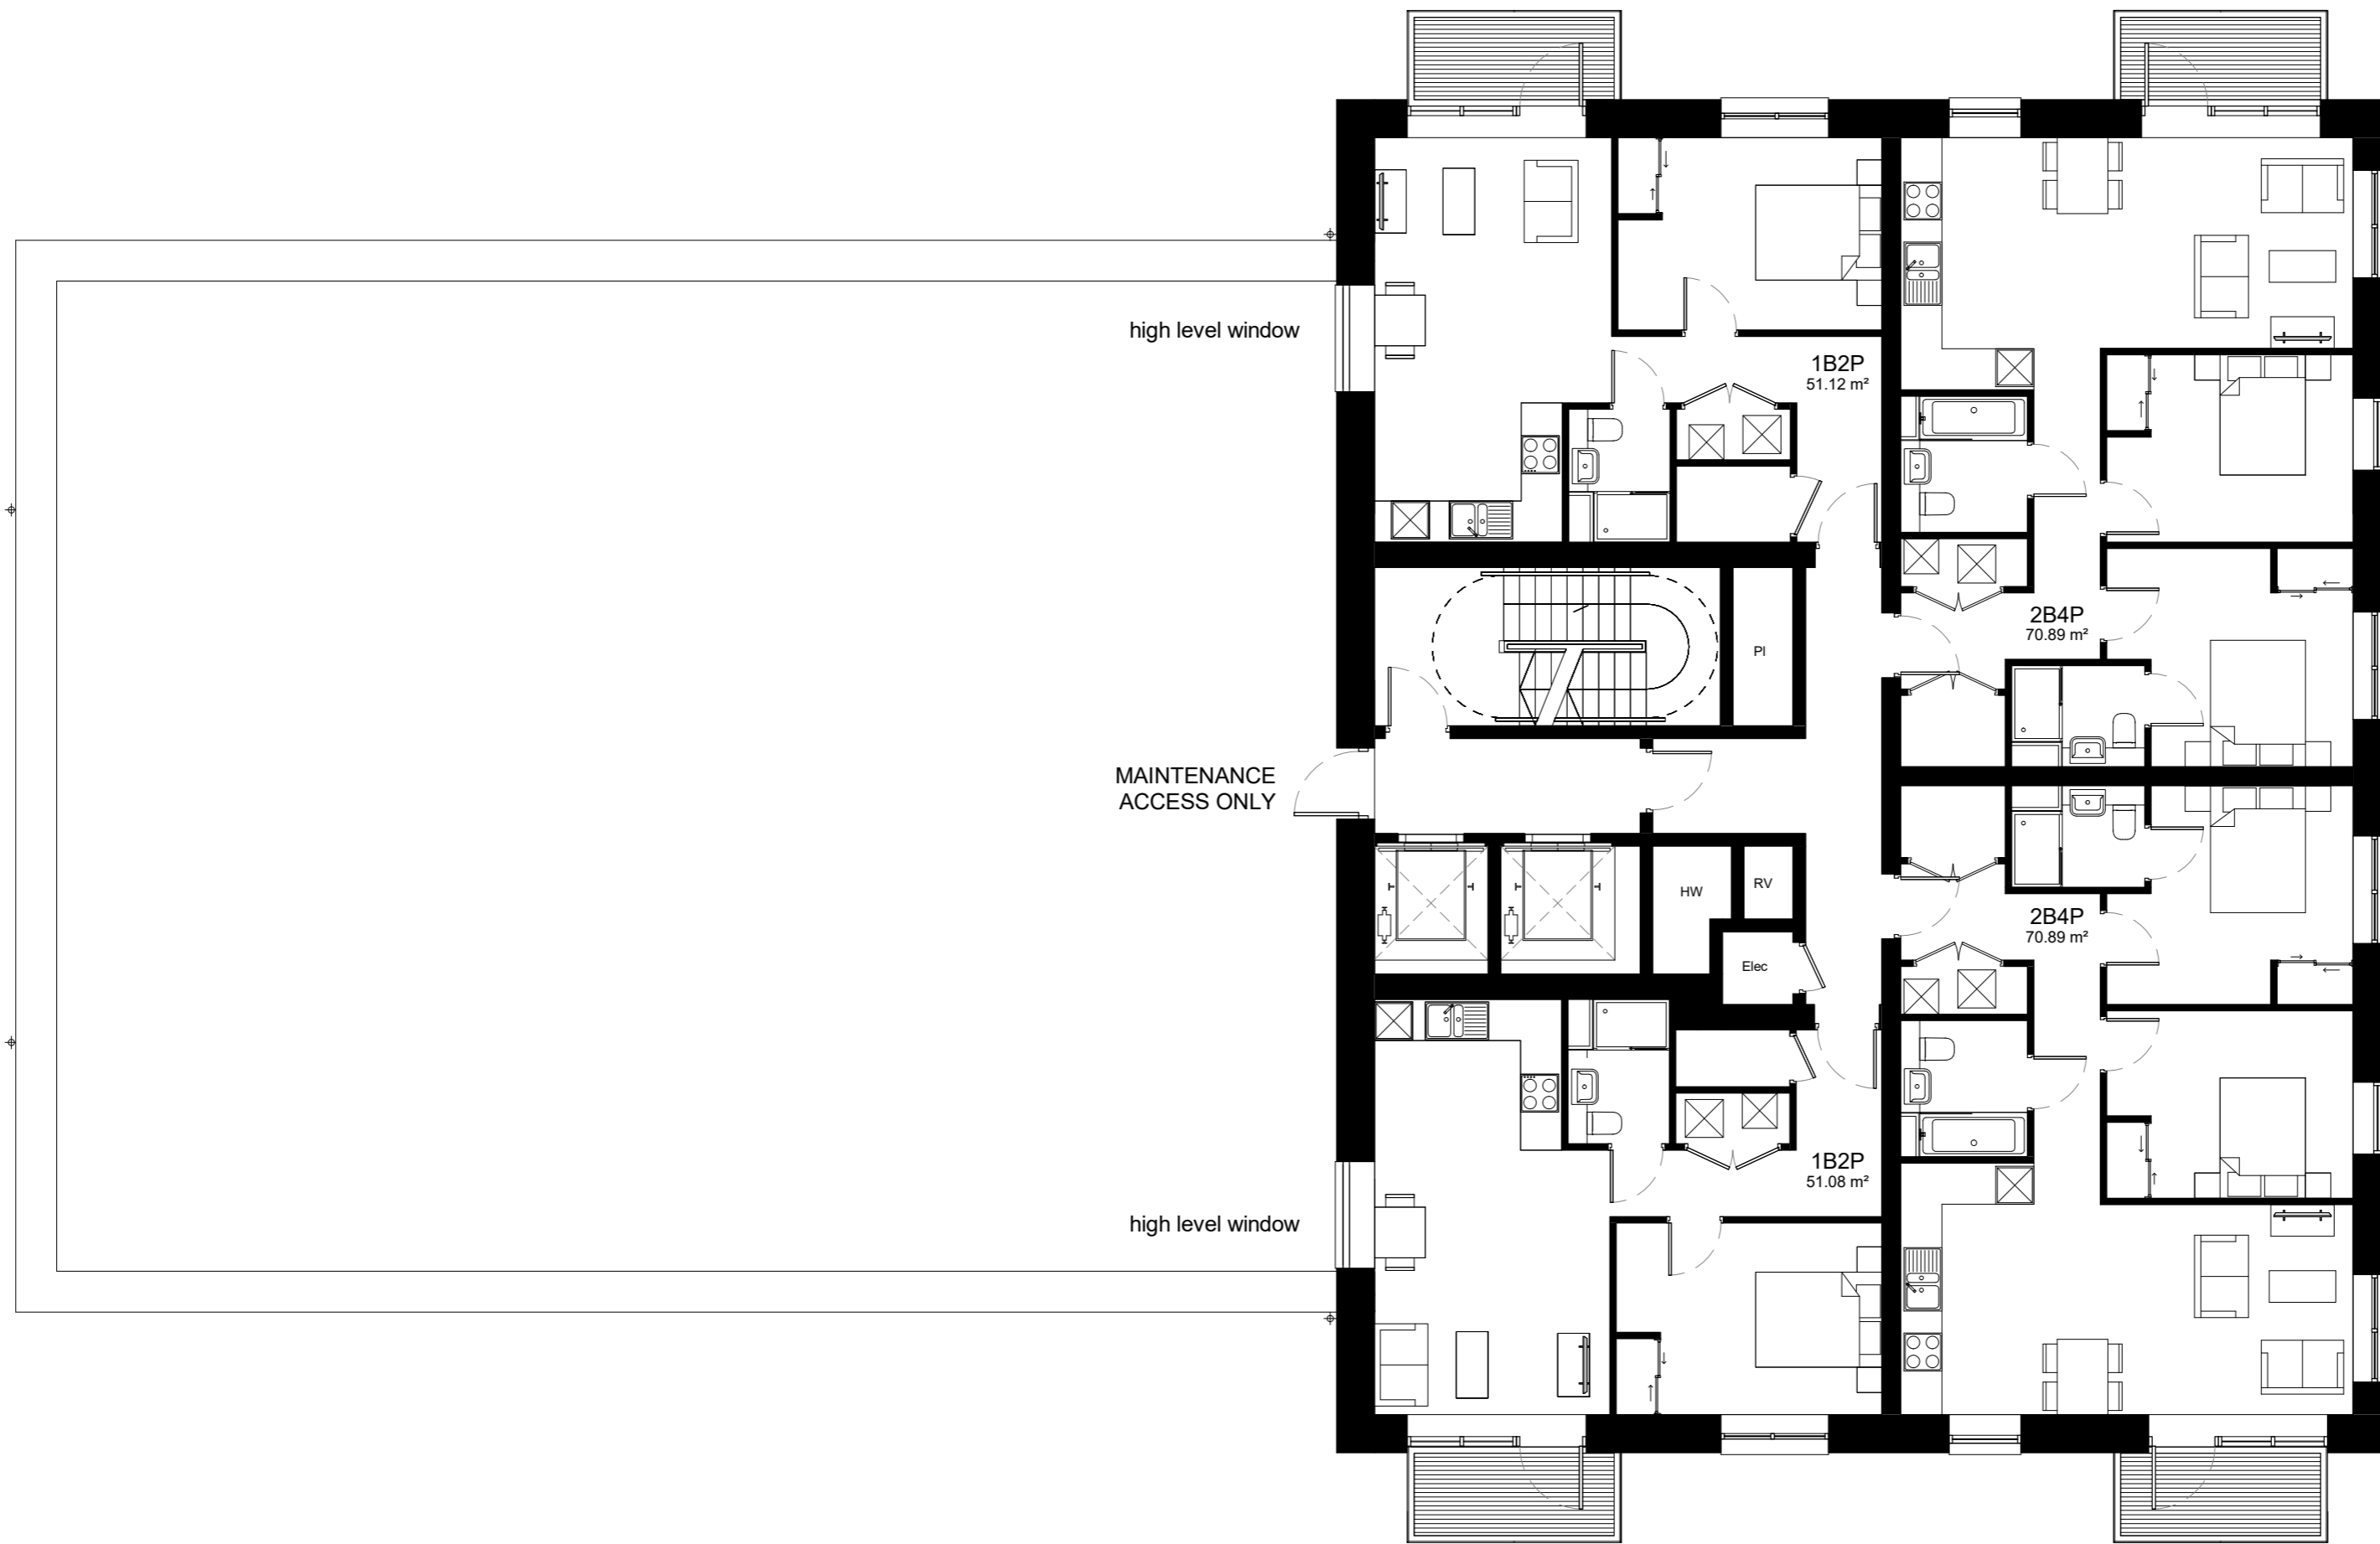 high level window
1B2P
51.12 m²
2B4P
70.89 m²
PI
MAINTENANCE
ACCESS ONLY
HW
RV
Elec
2B4P
70.89 m²
1B2P
51.08 m²
high level window